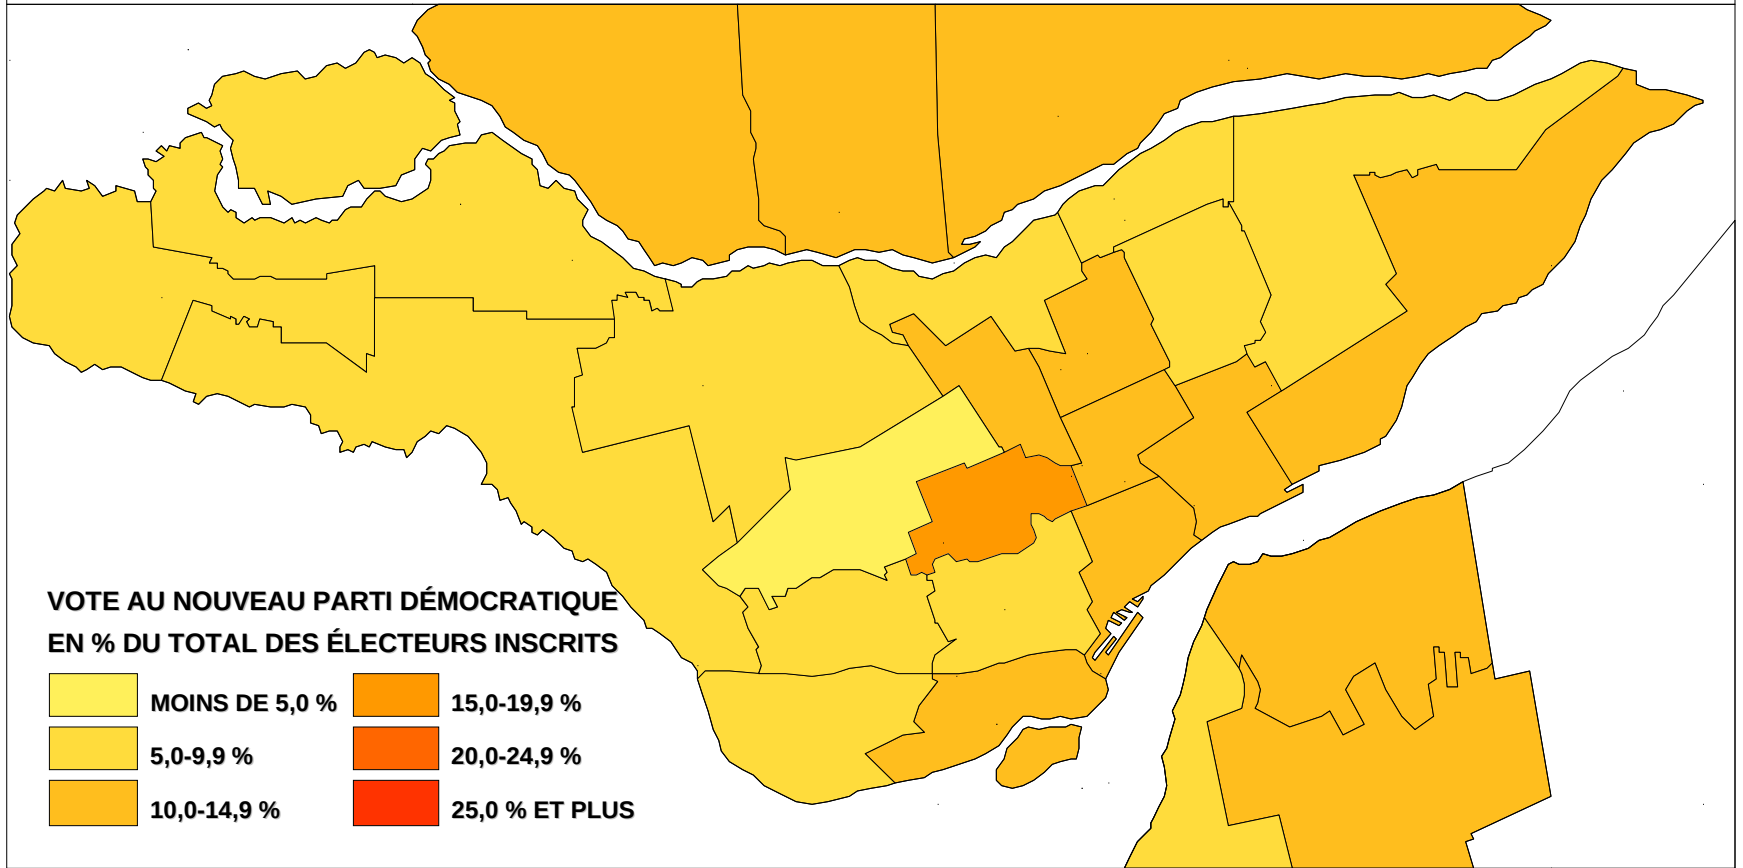 VOTE AU NOUVEAU PARTI DÉMOCRATIQUE
EN % DU TOTAL DES ÉLECTEURS INSCRITS
MOINS DE 5,0 %
5,0-9,9 %
10,0-14,9 %
15,0-19,9 %
20,0-24,9 %
25,0 % ET PLUS